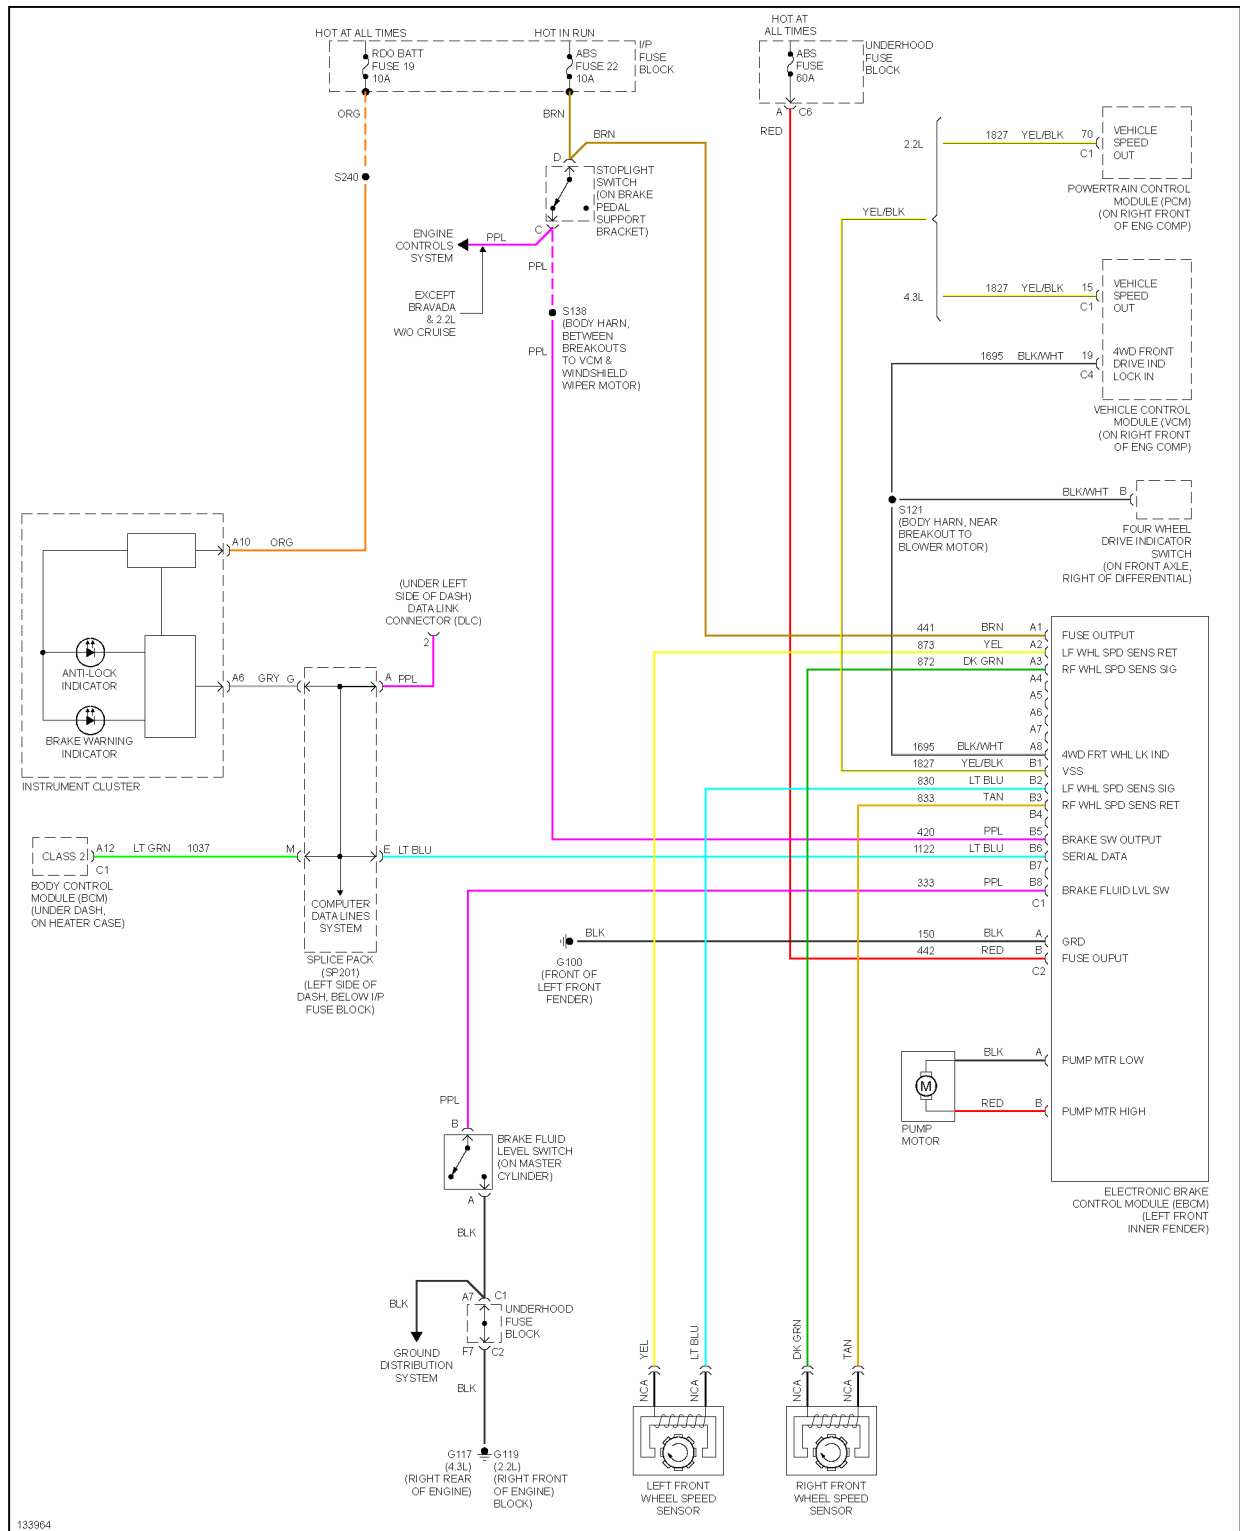 HOT AT ALL TIMES
HOT IN RUN
HOT AT
ALL TIMES
RDO BATT
FUSE 19
10A
ABS
FUSE 22
10A
I/P
FUSE
BLOCK
ABS
FUSE
60A
UNDERHOOD
FUSE
BLOCK
ORG
BRN
BRN
A
C6
RED
S240
D
STOPLIGHT
SWITCH
(ON BRAKE
PEDAL
SUPPORT
BRACKET)
C
ENGINE
CONTROLS
SYSTEM
PPL
PPL
EXCEPT
BRAVADA
& 2.2L
W/O CRUISE
S138
(BODY HARN,
BETWEEN
BREAKOUTS
TO VCM &
WINDSHIELD
WIPER MOTOR)
PPL
2.2L
1827
YEL/BLK
70
C1
VEHICLE
SPEED
OUT
POWERTRAIN CONTROL
MODULE (PCM)
(ON RIGHT FRONT
OF ENG COMP)
YEL/BLK
4.3L
1827
YEL/BLK
15
C1
VEHICLE
SPEED
OUT
1695
BLK/WHT
19
C4
4WD FRONT
DRIVE IND
LOCK IN
VEHICLE CONTROL
MODULE (VCM)
(ON RIGHT FRONT
OF ENG COMP)
BLK/WHT
B
S121
(BODY HARN, NEAR
BREAKOUT TO
BLOWER MOTOR)
FOUR WHEEL
DRIVE INDICATOR
SWITCH
(ON FRONT AXLE,
RIGHT OF DIFFERENTIAL)
A10
ORG
(UNDER LEFT
SIDE OF DASH)
DATA LINK
CONNECTOR (DLC)
2
ANTI-LOCK
INDICATOR
A6
GRY
G
A
PPL
BRAKE WARNING
INDICATOR
INSTRUMENT CLUSTER
441
BRN
A1
FUSE OUTPUT
873
YEL
A2
LF WHL SPD SENS RET
872
DK GRN
A3
RF WHL SPD SENS SIG
A4
A5
A6
A7
1695
BLK/WHT
A8
4WD FRT WHL LK IND
1827
YEL/BLK
B1
VSS
830
LT BLU
B2
LF WHL SPD SENS SIG
833
TAN
B3
RF WHL SPD SENS RET
B4
420
PPL
B5
BRAKE SW OUTPUT
1122
LT BLU
B6
SERIAL DATA
B7
333
PPL
B8
BRAKE FLUID LVL SW
C1
CLASS 2
A12
C1
LT GRN
1037
M
E
LT BLU
BODY CONTROL
MODULE (BCM)
(UNDER DASH,
ON HEATER CASE)
COMPUTER
DATA LINES
SYSTEM
SPLICE PACK
(SP201)
(LEFT SIDE OF
DASH, BELOW I/P
FUSE BLOCK)
BLK
G100
(FRONT OF
LEFT FRONT
FENDER)
150
BLK
A
GRD
442
RED
B
FUSE OUPUT
C2
BLK
A
PUMP MTR LOW
M
RED
B
PUMP MTR HIGH
PUMP
MOTOR
ELECTRONIC BRAKE
CONTROL MODULE (EBCM)
(LEFT FRONT
INNER FENDER)
PPL
B
BRAKE FLUID
LEVEL SWITCH
(ON MASTER
CYLINDER)
A
BLK
BLK
A7
C1
UNDERHOOD
FUSE
BLOCK
GROUND
DISTRIBUTION
SYSTEM
F7
C2
BLK
G117
(4.3L)
(RIGHT REAR
OF ENGINE)
G119
(2.2L)
(RIGHT FRONT
OF ENGINE)
BLOCK)
YEL
LT BLU
DK GRN
TAN
NCA
NCA
NCA
NCA
LEFT FRONT
WHEEL SPEED
SENSOR
RIGHT FRONT
WHEEL SPEED
SENSOR
133964